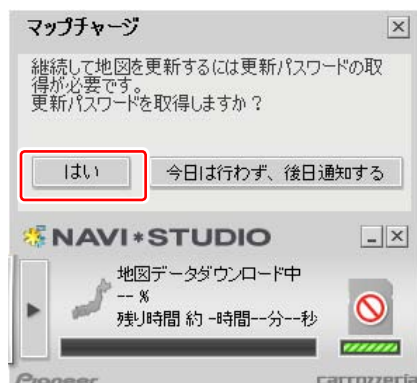 マップチャージ
継続して地図を更新するには更新パスワードの取
得が必要です。
更新パスワードを取得しますか？
はい
今日は行わず、後日通知する
NAVI*STUDIO
地図データダウンロード中
-- %
残り時間 約 -時間--分--秒
Pioneer
carrozzeria